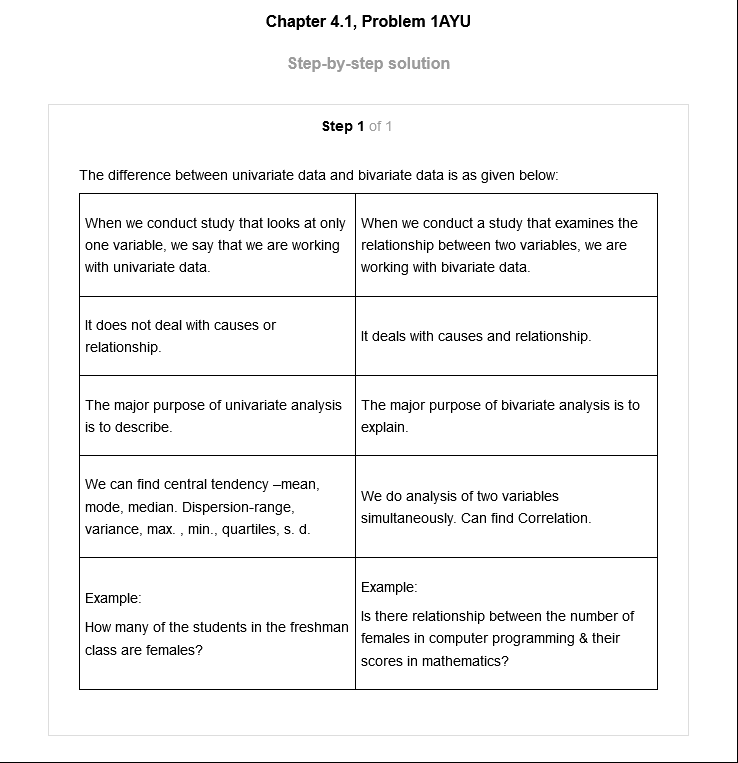 Chapter 4.1, Problem 1AYU
Step-by-step solution
Step 1 of 1
The difference between univariate data and bivariate data is as given below:
When we conduct study that looks at only
one variable, we say that we are working
with univariate data.
When we conduct a study that examines the
relationship between two variables, we are
working with bivariate data.
It does not deal with causes or
relationship.
It deals with causes and relationship.
The major purpose of univariate analysis
is to describe.
The major purpose of bivariate analysis is to
explain.
We can find central tendency –mean,
mode, median. Dispersion-range,
variance, max. , min., quartiles, s. d.
We do analysis of two variables
simultaneously. Can find Correlation.
Example:
How many of the students in the freshman
class are females?
Example:
Is there relationship between the number of
females in computer programming & their
scores in mathematics?